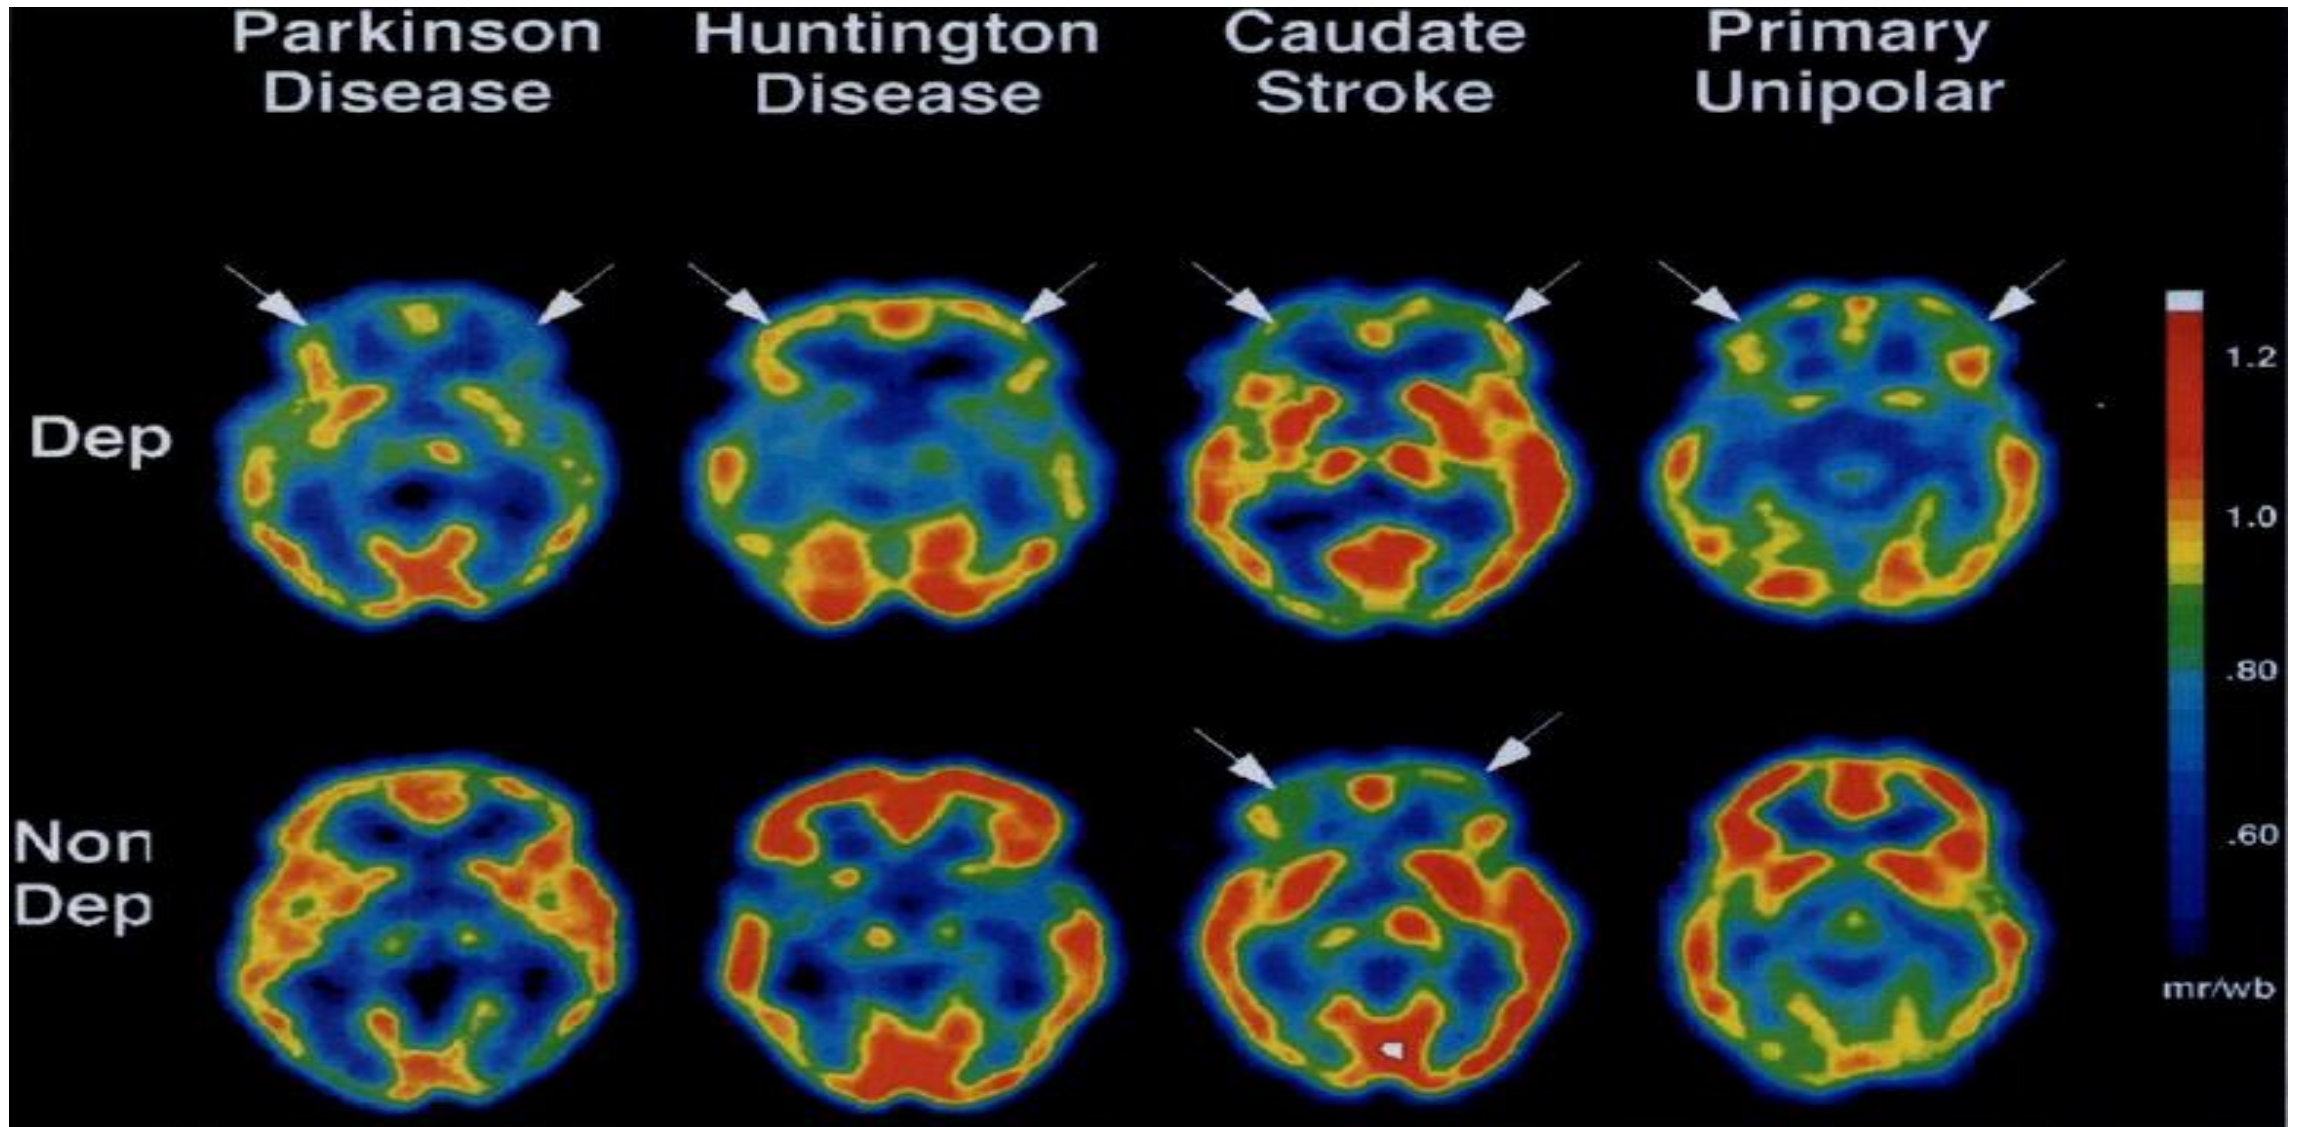 Parkinson Disease
Huntington Disease
Caudate Stroke
Primary Unipolar
Dep
Non Dep
1.2
1.0
.80
.60
mr/wb